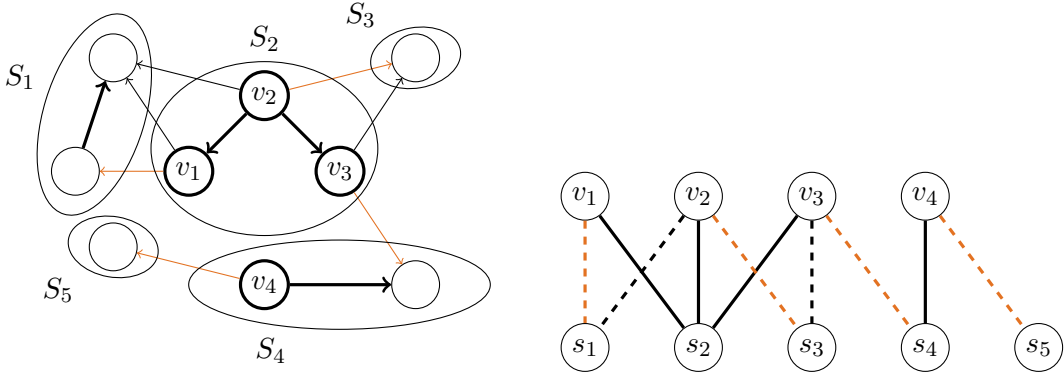 S₃
S₂
S₁
v₂
v₁ v₃
v₁ v₂ v₃ v₄
S₅
v₄
S₄
s₁ s₂ s₃ s₄ s₅